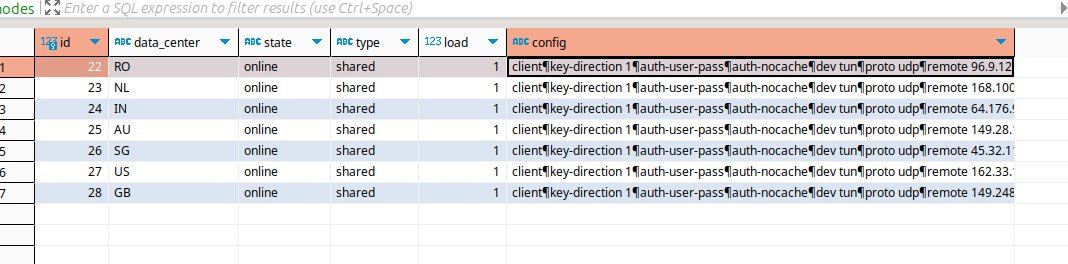 nodes Enter a SQL expression to filter results (use Ctrl+Space)
123 id ABC data_center ABC state ABC type 123 load ABC config
1 22 RO online shared 1 client¶key-direction 1¶auth-user-pass¶auth-nocache¶dev tun¶proto udp¶remote 96.9.12
2 23 NL online shared 1 client¶key-direction 1¶auth-user-pass¶auth-nocache¶dev tun¶proto udp¶remote 168.100
3 24 IN online shared 1 client¶key-direction 1¶auth-user-pass¶auth-nocache¶dev tun¶proto udp¶remote 64.176.
4 25 AU online shared 1 client¶key-direction 1¶auth-user-pass¶auth-nocache¶dev tun¶proto udp¶remote 149.28.
5 26 SG online shared 1 client¶key-direction 1¶auth-user-pass¶auth-nocache¶dev tun¶proto udp¶remote 45.32.1
6 27 US online shared 1 client¶key-direction 1¶auth-user-pass¶auth-nocache¶dev tun¶proto udp¶remote 162.33.
7 28 GB online shared 1 client¶key-direction 1¶auth-user-pass¶auth-nocache¶dev tun¶proto udp¶remote 149.248